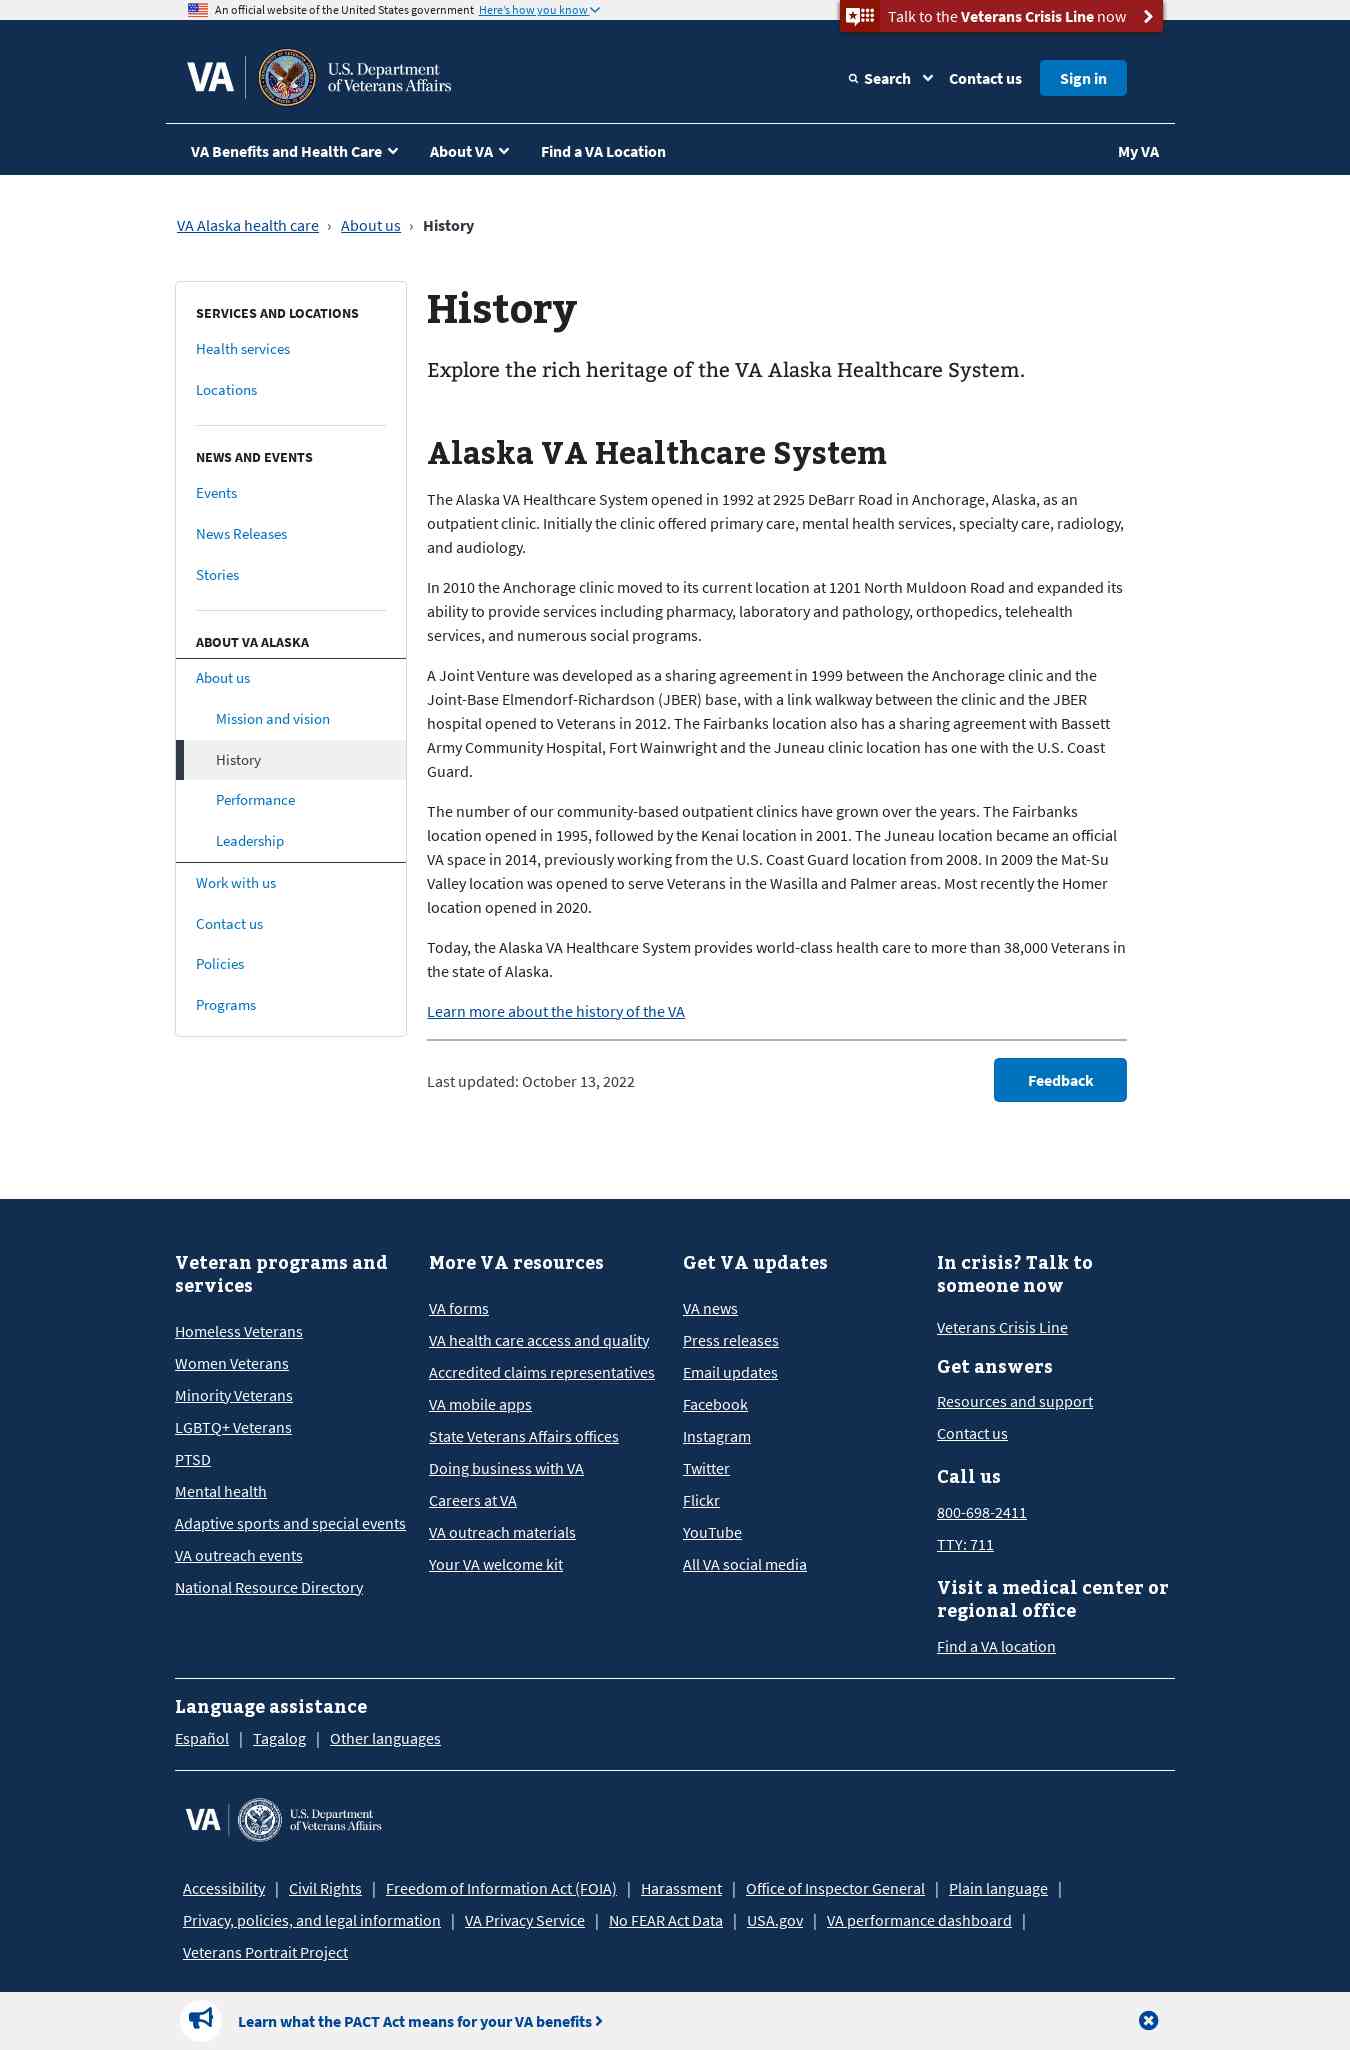 An official website of the United States government Here's how you know
Talk to the Veterans Crisis Line now
VA
U.S. Department
of Veterans Affairs
Search
Contact us
Sign in
VA Benefits and Health Care
About VA
Find a VA Location
My VA
VA Alaska health care › About us › History
SERVICES AND LOCATIONS
Health services
Locations
NEWS AND EVENTS
Events
News Releases
Stories
ABOUT VA ALASKA
About us
Mission and vision
History
Performance
Leadership
Work with us
Contact us
Policies
Programs
History
Explore the rich heritage of the VA Alaska Healthcare System.
Alaska VA Healthcare System
The Alaska VA Healthcare System opened in 1992 at 2925 DeBarr Road in Anchorage, Alaska, as an
outpatient clinic. Initially the clinic offered primary care, mental health services, specialty care, radiology,
and audiology.
In 2010 the Anchorage clinic moved to its current location at 1201 North Muldoon Road and expanded its
ability to provide services including pharmacy, laboratory and pathology, orthopedics, telehealth
services, and numerous social programs.
A Joint Venture was developed as a sharing agreement in 1999 between the Anchorage clinic and the
Joint-Base Elmendorf-Richardson (JBER) base, with a link walkway between the clinic and the JBER
hospital opened to Veterans in 2012. The Fairbanks location also has a sharing agreement with Bassett
Army Community Hospital, Fort Wainwright and the Juneau clinic location has one with the U.S. Coast
Guard.
The number of our community-based outpatient clinics have grown over the years. The Fairbanks
location opened in 1995, followed by the Kenai location in 2001. The Juneau location became an official
VA space in 2014, previously working from the U.S. Coast Guard location from 2008. In 2009 the Mat-Su
Valley location was opened to serve Veterans in the Wasilla and Palmer areas. Most recently the Homer
location opened in 2020.
Today, the Alaska VA Healthcare System provides world-class health care to more than 38,000 Veterans in
the state of Alaska.
Learn more about the history of the VA
Last updated: October 13, 2022
Feedback
Veteran programs and
services
Homeless Veterans
Women Veterans
Minority Veterans
LGBTQ+ Veterans
PTSD
Mental health
Adaptive sports and special events
VA outreach events
National Resource Directory
More VA resources
VA forms
VA health care access and quality
Accredited claims representatives
VA mobile apps
State Veterans Affairs offices
Doing business with VA
Careers at VA
VA outreach materials
Your VA welcome kit
Get VA updates
VA news
Press releases
Email updates
Facebook
Instagram
Twitter
Flickr
YouTube
All VA social media
In crisis? Talk to
someone now
Veterans Crisis Line
Get answers
Resources and support
Contact us
Call us
800-698-2411
TTY: 711
Visit a medical center or
regional office
Find a VA location
Language assistance
Español | Tagalog | Other languages
VA
U.S. Department
of Veterans Affairs
Accessibility | Civil Rights | Freedom of Information Act (FOIA) | Harassment | Office of Inspector General | Plain language |
Privacy, policies, and legal information | VA Privacy Service | No FEAR Act Data | USA.gov | VA performance dashboard |
Veterans Portrait Project
Learn what the PACT Act means for your VA benefits